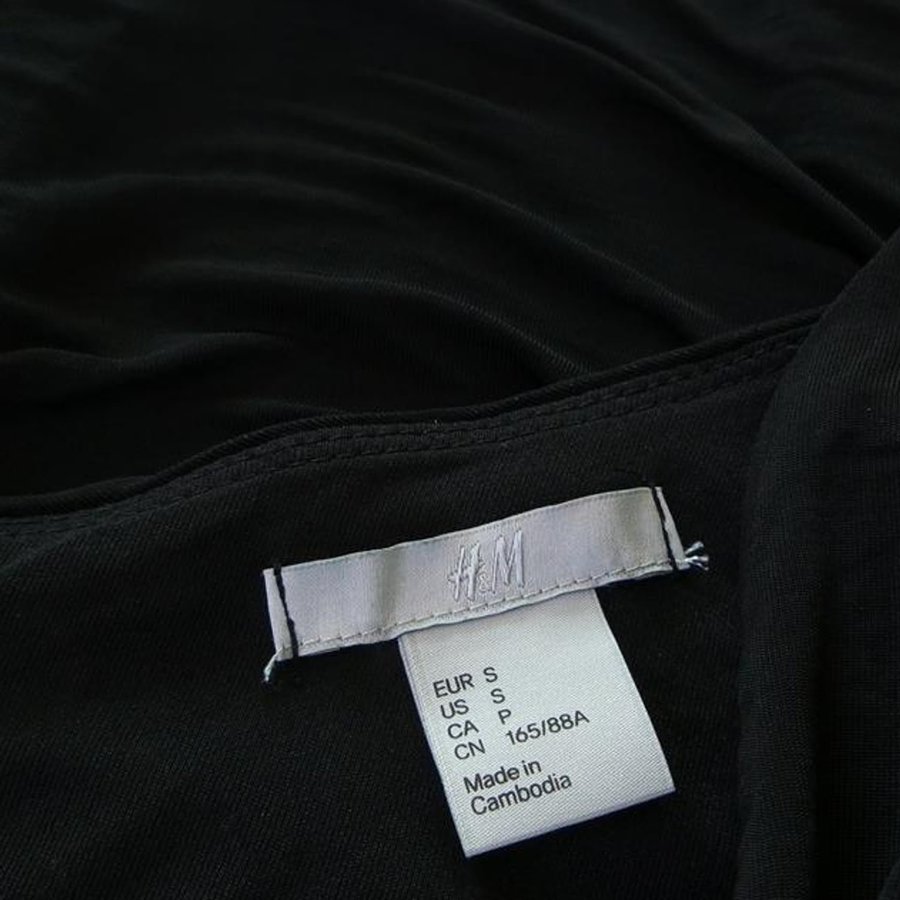 H&M
EUR S
US S
CA P
CN 165/88A
Made in
Cambodia